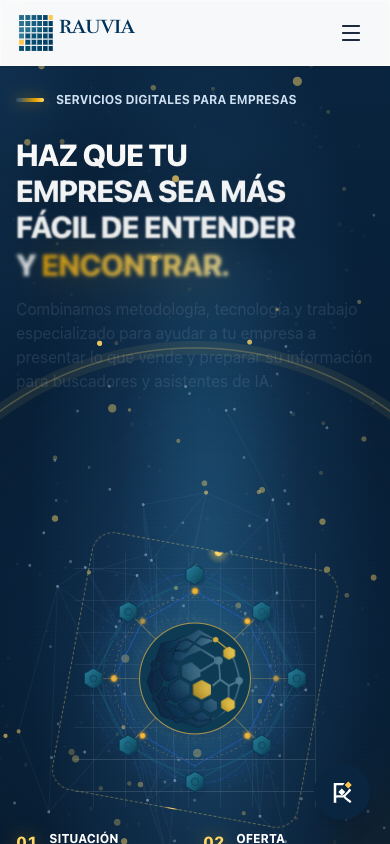 RAUVIA
SERVICIOS DIGITALES PARA EMPRESAS
HAZ QUE TU
EMPRESA SEA MÁS
FÁCIL DE ENTENDER
Y ENCONTRAR.
Combinamos metodología, tecnología y trabajo
especializado para ayudar a tu empresa a
presentar lo que vende y preparar su información
para buscadores y asistentes de IA.
01 SITUACIÓN 02 OFERTA